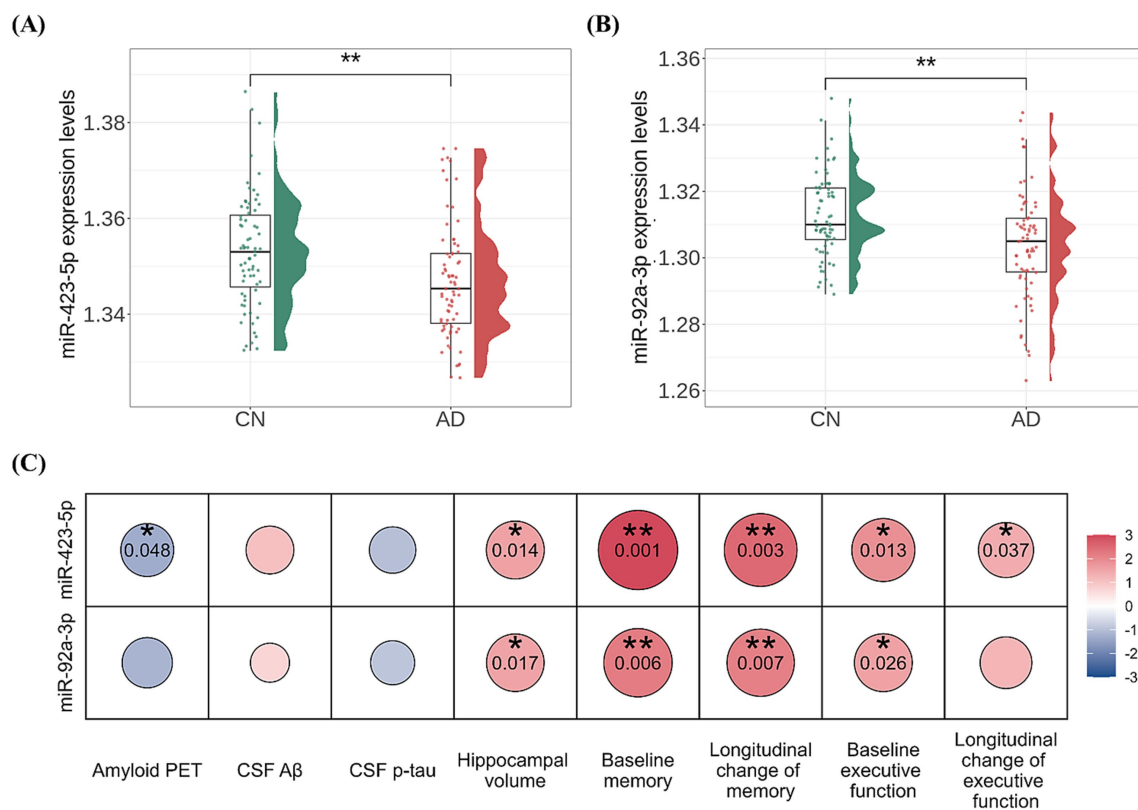 (A)
**
miR-423-5p expression levels
1.38
1.36
1.34
CN
AD
(B)
**
miR-92a-3p expression levels
1.36
1.34
1.32
1.30
1.28
1.26
CN
AD
(C)
miR-423-5p
*
0.048
*
0.014
**
0.001
**
0.003
*
0.013
*
0.037
miR-92a-3p
*
0.017
**
0.006
**
0.007
*
0.026
Amyloid PET
CSF Aβ
CSF p-tau
Hippocampal
volume
Baseline
memory
Longitudinal
change of
memory
Baseline
executive
function
Longitudinal
change of
executive
function
3
2
1
0
-1
-2
-3